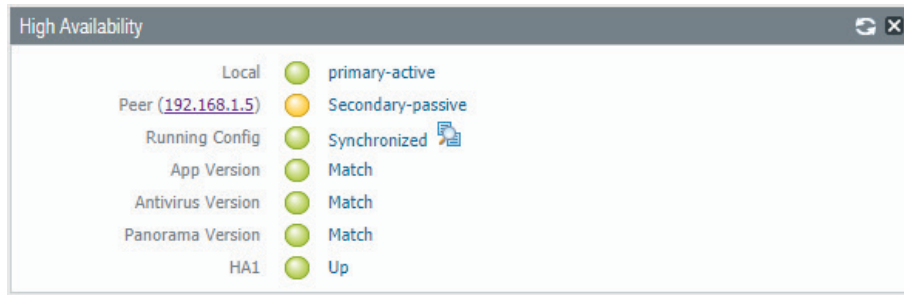 High Availability
Local primary-active
Peer (192.168.1.5) Secondary-passive
Running Config Synchronized
App Version Match
Antivirus Version Match
Panorama Version Match
HA1 Up